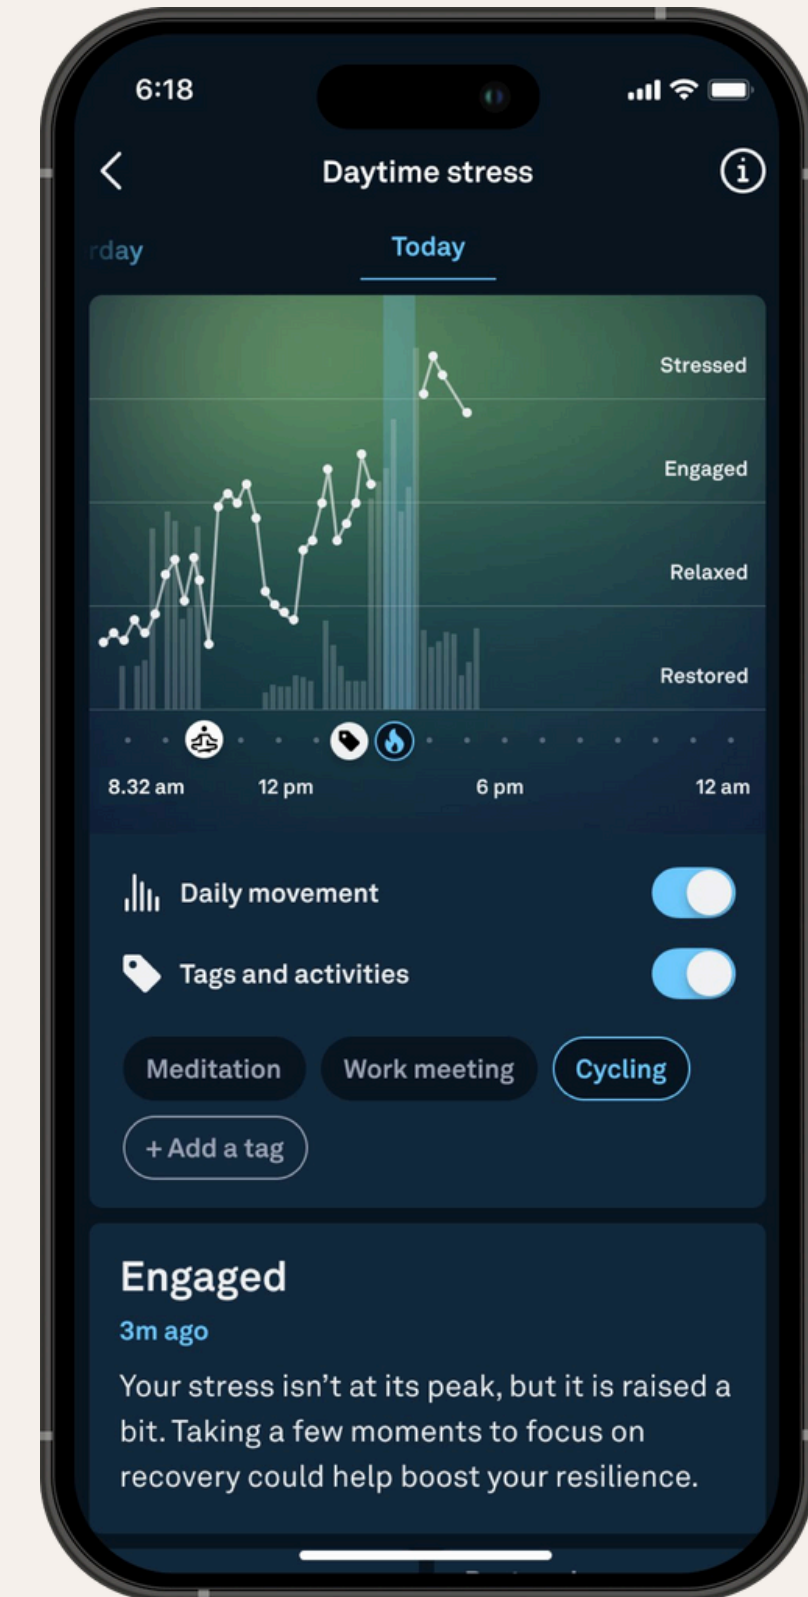 6:18
Daytime stress
rday
Today
Stressed
Engaged
Relaxed
Restored
8.32 am 12 pm 6 pm 12 am
Daily movement
Tags and activities
Meditation Work meeting Cycling
+ Add a tag
Engaged
3m ago
Your stress isn’t at its peak, but it is raised a
bit. Taking a few moments to focus on
recovery could help boost your resilience.